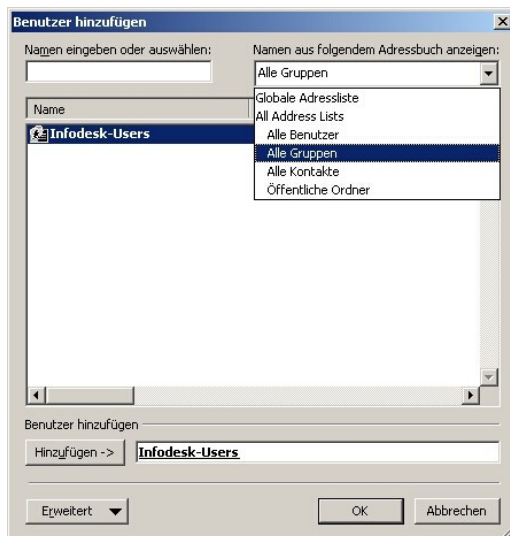 Benutzer hinzufügen
Namen eingeben oder auswählen:
Namen aus folgendem Adressbuch anzeigen:
Alle Gruppen
Name
Globale Adressliste
All Address Lists
Alle Benutzer
Alle Gruppen
Alle Kontakte
Öffentliche Ordner
Infodesk-Users
Benutzer hinzufügen
Hinzufügen -> Infodesk-Users
Erweitert
OK
Abbrechen